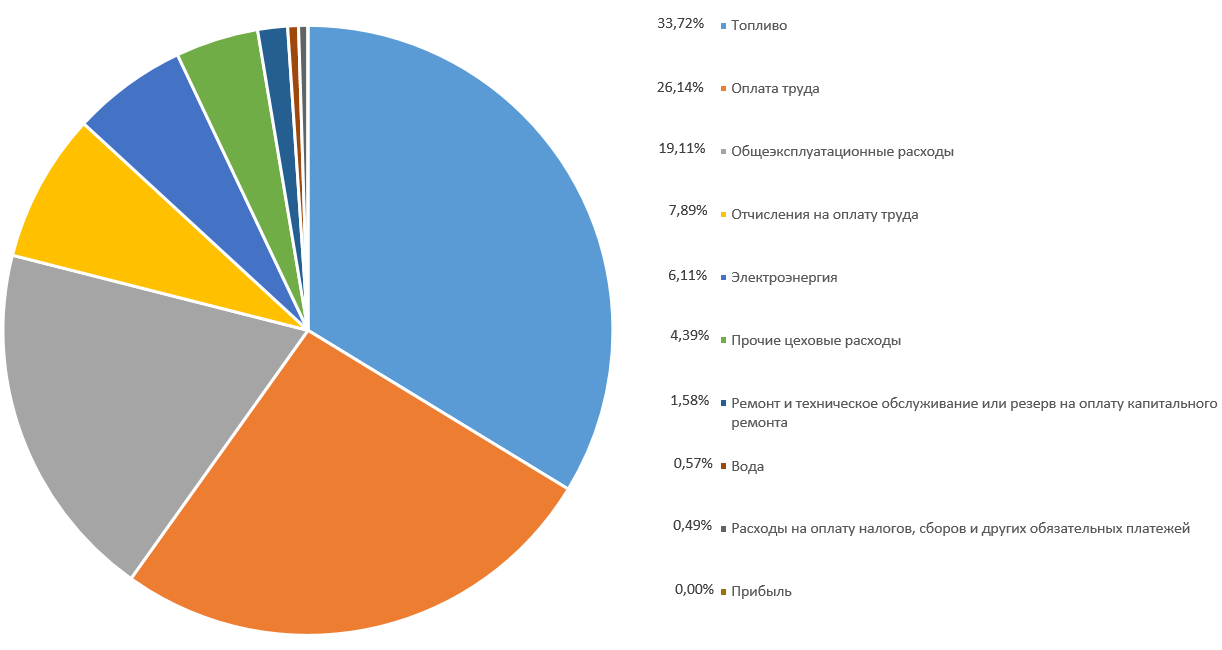 33,72% Топливо
26,14% Оплата труда
19,11% Общеэксплуатационные расходы
7,89% Отчисления на оплату труда
6,11% Электроэнергия
4,39% Прочие цеховые расходы
1,58% Ремонт и техническое обслуживание или резерв на оплату капитального
ремонта
0,57% Вода
0,49% Расходы на оплату налогов, сборов и других обязательных платежей
0,00% Прибыль